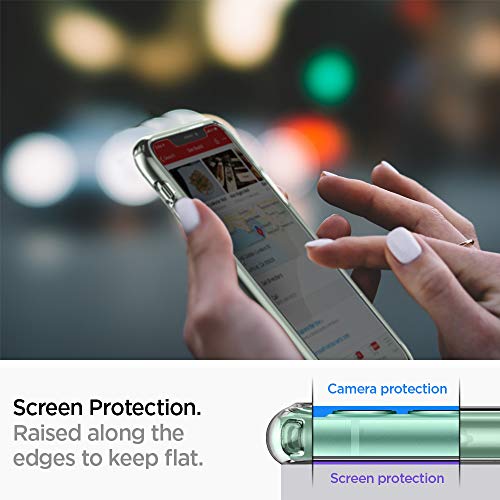 Screen Protection.
Raised along the
edges to keep flat.
Camera protection
Screen protection